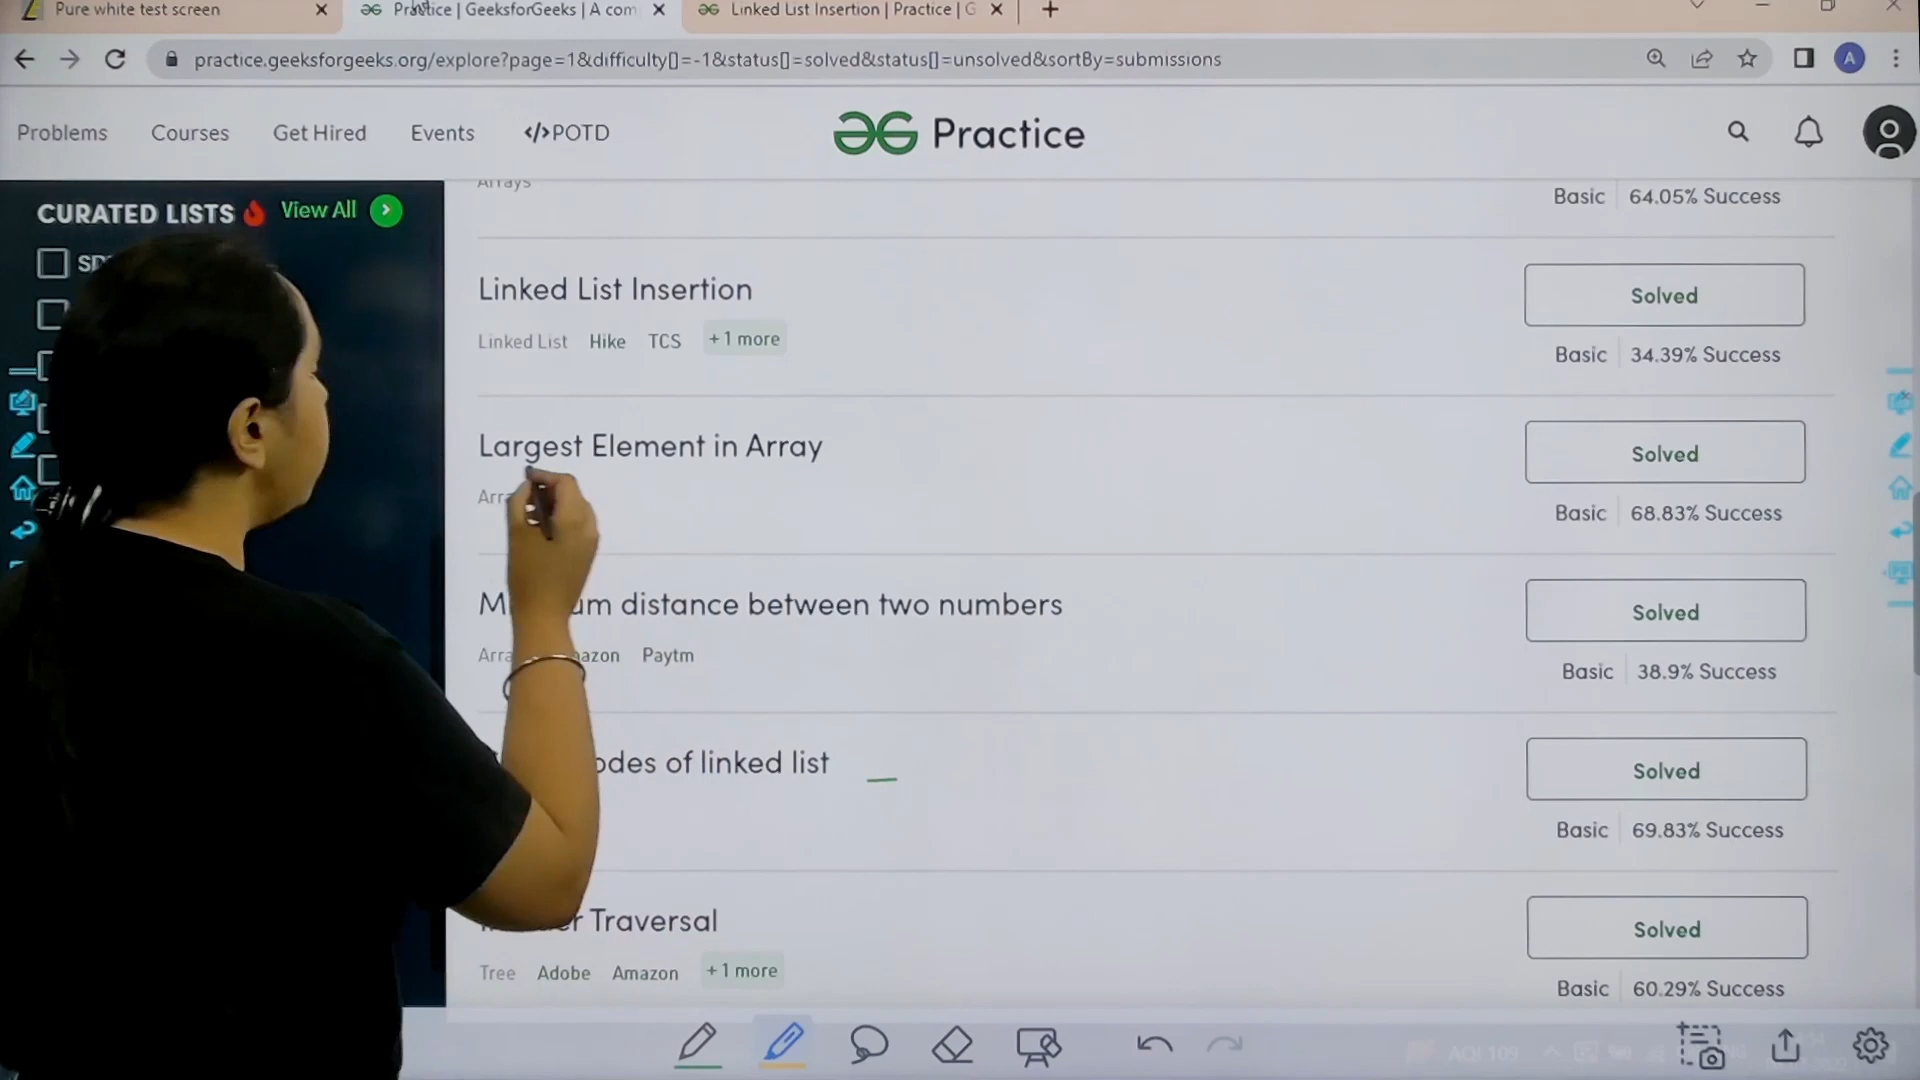 Pure white test screen
Practice | GeeksforGeeks | A com
Linked List Insertion | Practice | G
practice.geeksforgeeks.org/explore?page=1&difficulty[]=-1&status[]=solved&status[]=unsolved&sortBy=submissions
A
Problems Courses Get Hired Events </>POTD
Practice
CURATED LISTS View All
Arrays
Basic 64.05% Success
Linked List Insertion
Solved
Linked List Hike TCS +1 more
Basic 34.39% Success
Largest Element in Array
Solved
Basic 68.83% Success
distance between two numbers
Solved
Paytm
Basic 38.9% Success
of linked list
Solved
Basic 69.83% Success
Traversal
Solved
Tree Adobe Amazon +1 more
Basic 60.29% Success
AQI 109